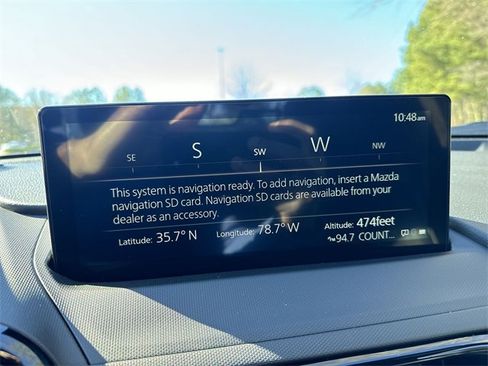 10:48am
SE S SW W NW
This system is navigation ready. To add navigation, insert a Mazda
navigation SD card. Navigation SD cards are available from your
dealer as an accessory.
Latitude: 35.7° N Longitude: 78.7° W Altitude: 474feet
94.7 COUNT...